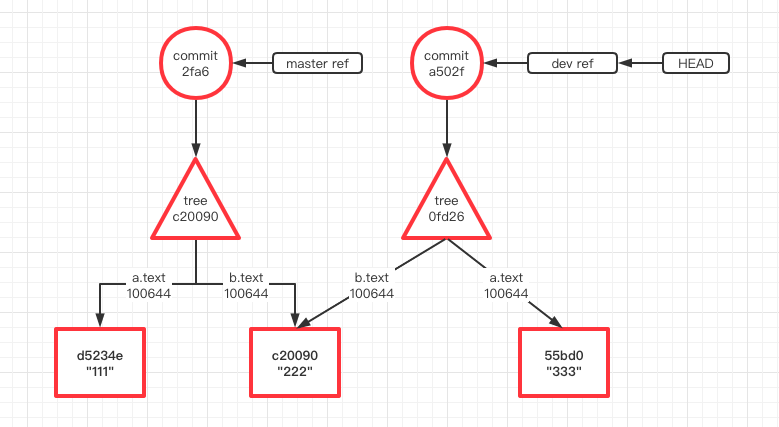 commit
2fa6
master ref
commit
a502f
dev ref
HEAD
tree
c20090
tree
0fd26
a.text
100644
b.text
100644
b.text
100644
a.text
100644
d5234e
"111"
c20090
"222"
55bd0
"333"